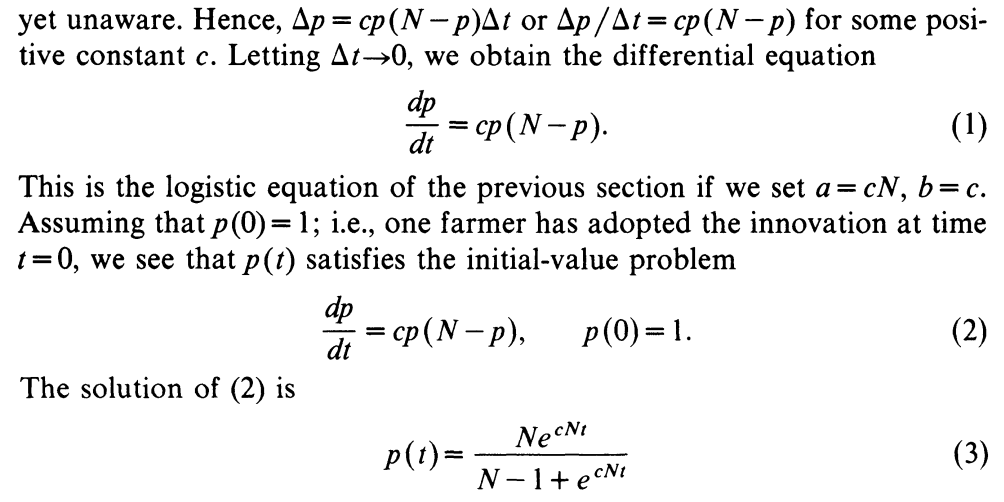 yet unaware. Hence, Δp = cp(N − p)Δt or Δp/Δt = cp(N − p) for some posi-
tive constant c. Letting Δt→0, we obtain the differential equation
dp/dt = cp(N − p). (1)
This is the logistic equation of the previous section if we set a = cN, b = c.
Assuming that p(0) = 1; i.e., one farmer has adopted the innovation at time
t = 0, we see that p(t) satisfies the initial-value problem
dp/dt = cp(N − p), p(0) = 1. (2)
The solution of (2) is
p(t) = Ne^{cNt} / (N − 1 + e^{cNt}) (3)